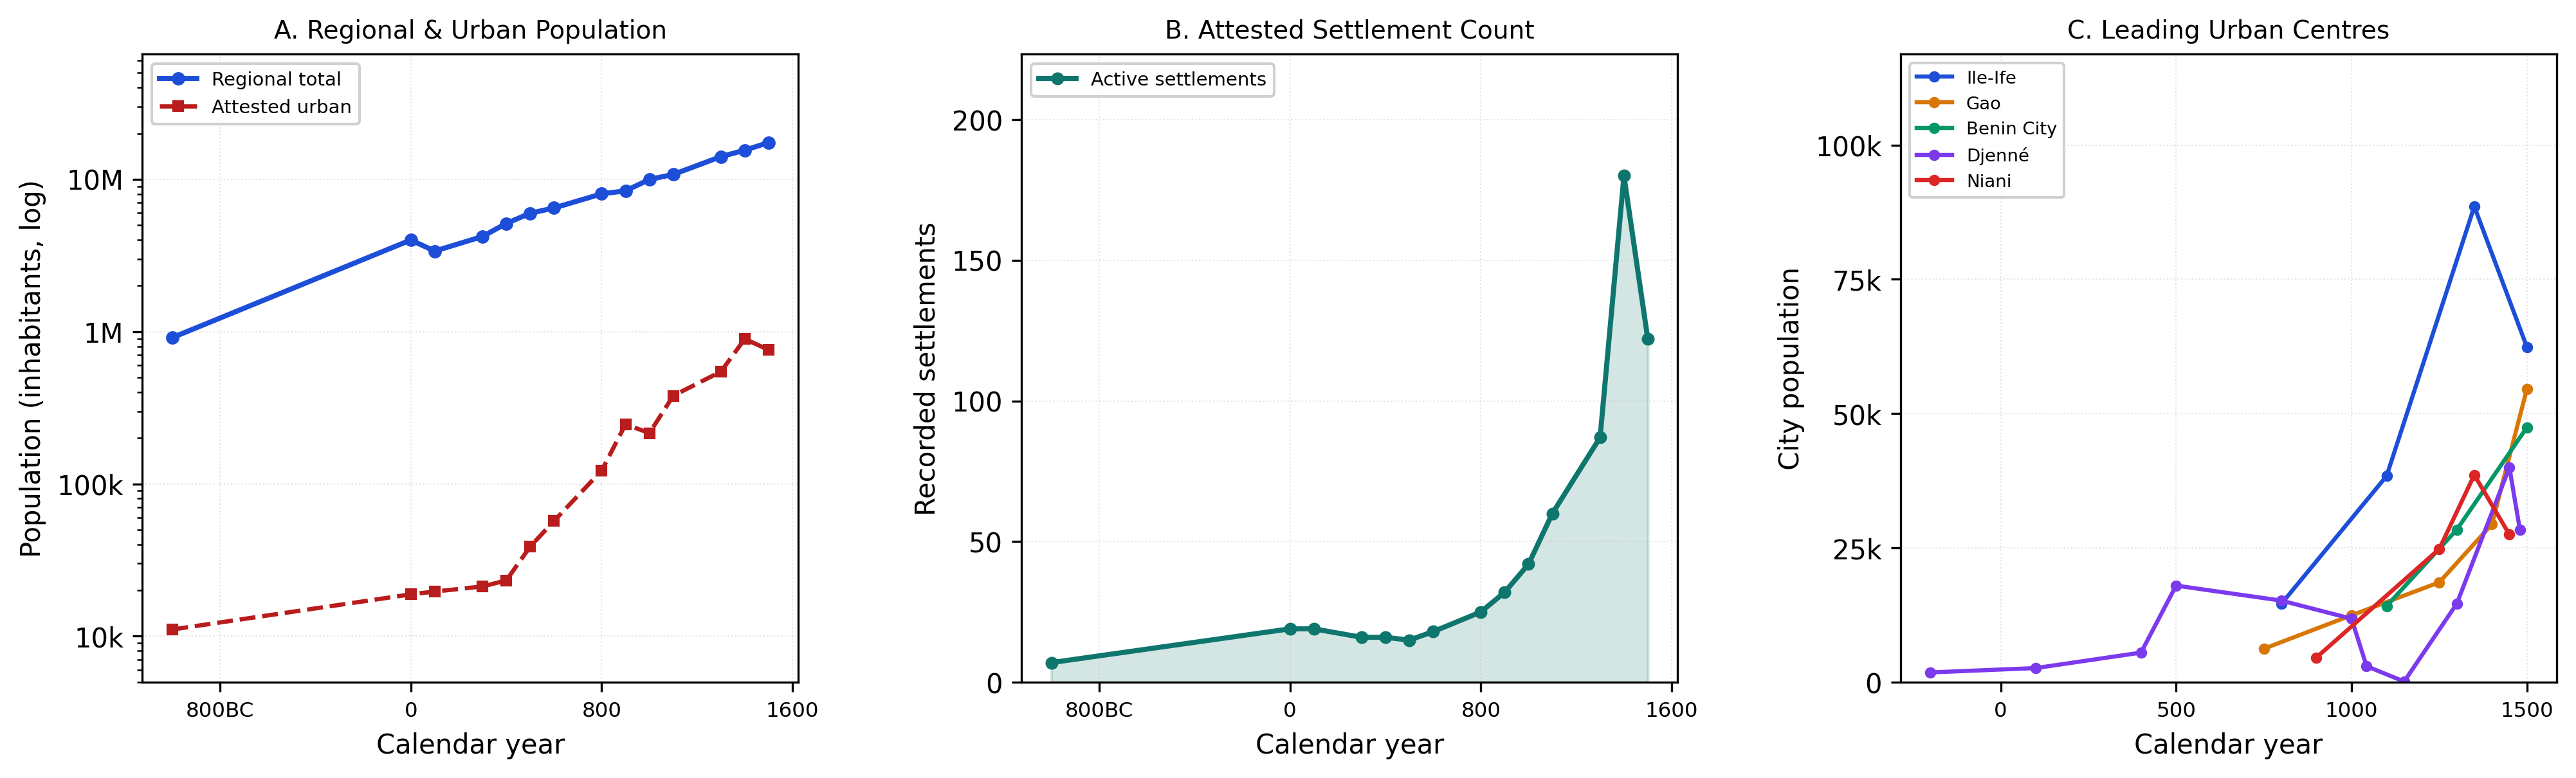 A. Regional & Urban Population
Regional total
Attested urban
Population (inhabitants, log)
10M
1M
100k
10k
800BC 0 800 1600
Calendar year
B. Attested Settlement Count
Active settlements
Recorded settlements
200
150
100
50
0
800BC 0 800 1600
Calendar year
C. Leading Urban Centres
Ile-Ife
Gao
Benin City
Djenné
Niani
City population
100k
75k
50k
25k
0
0 500 1000 1500
Calendar year